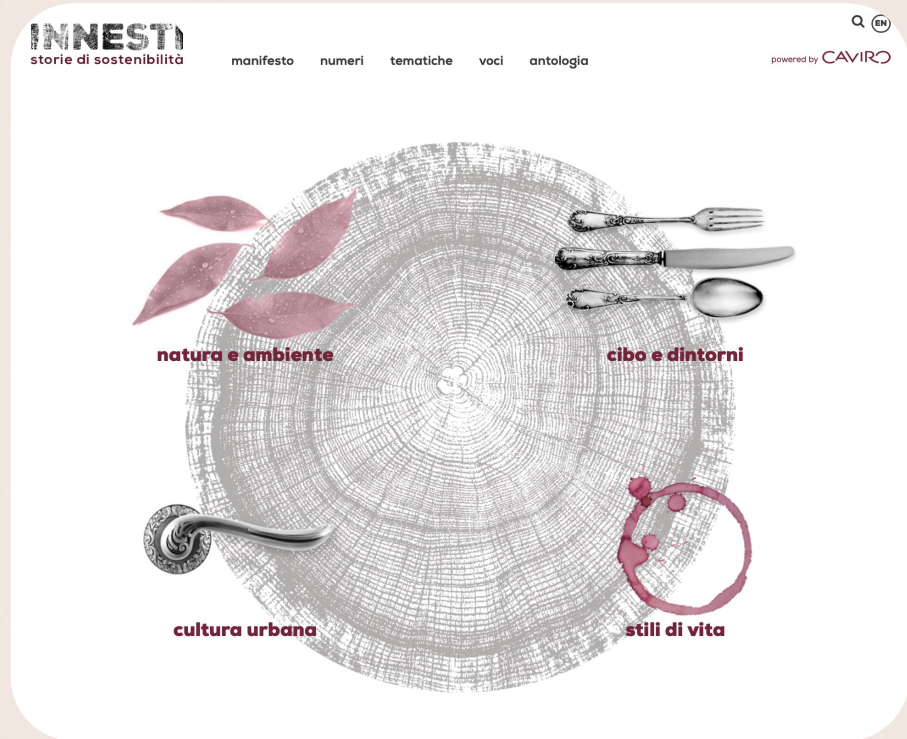 INNESTI
storie di sostenibilità
manifesto numeri tematiche voci antologia
EN
powered by CAVIRO
natura e ambiente
cibo e dintorni
cultura urbana
stili di vita